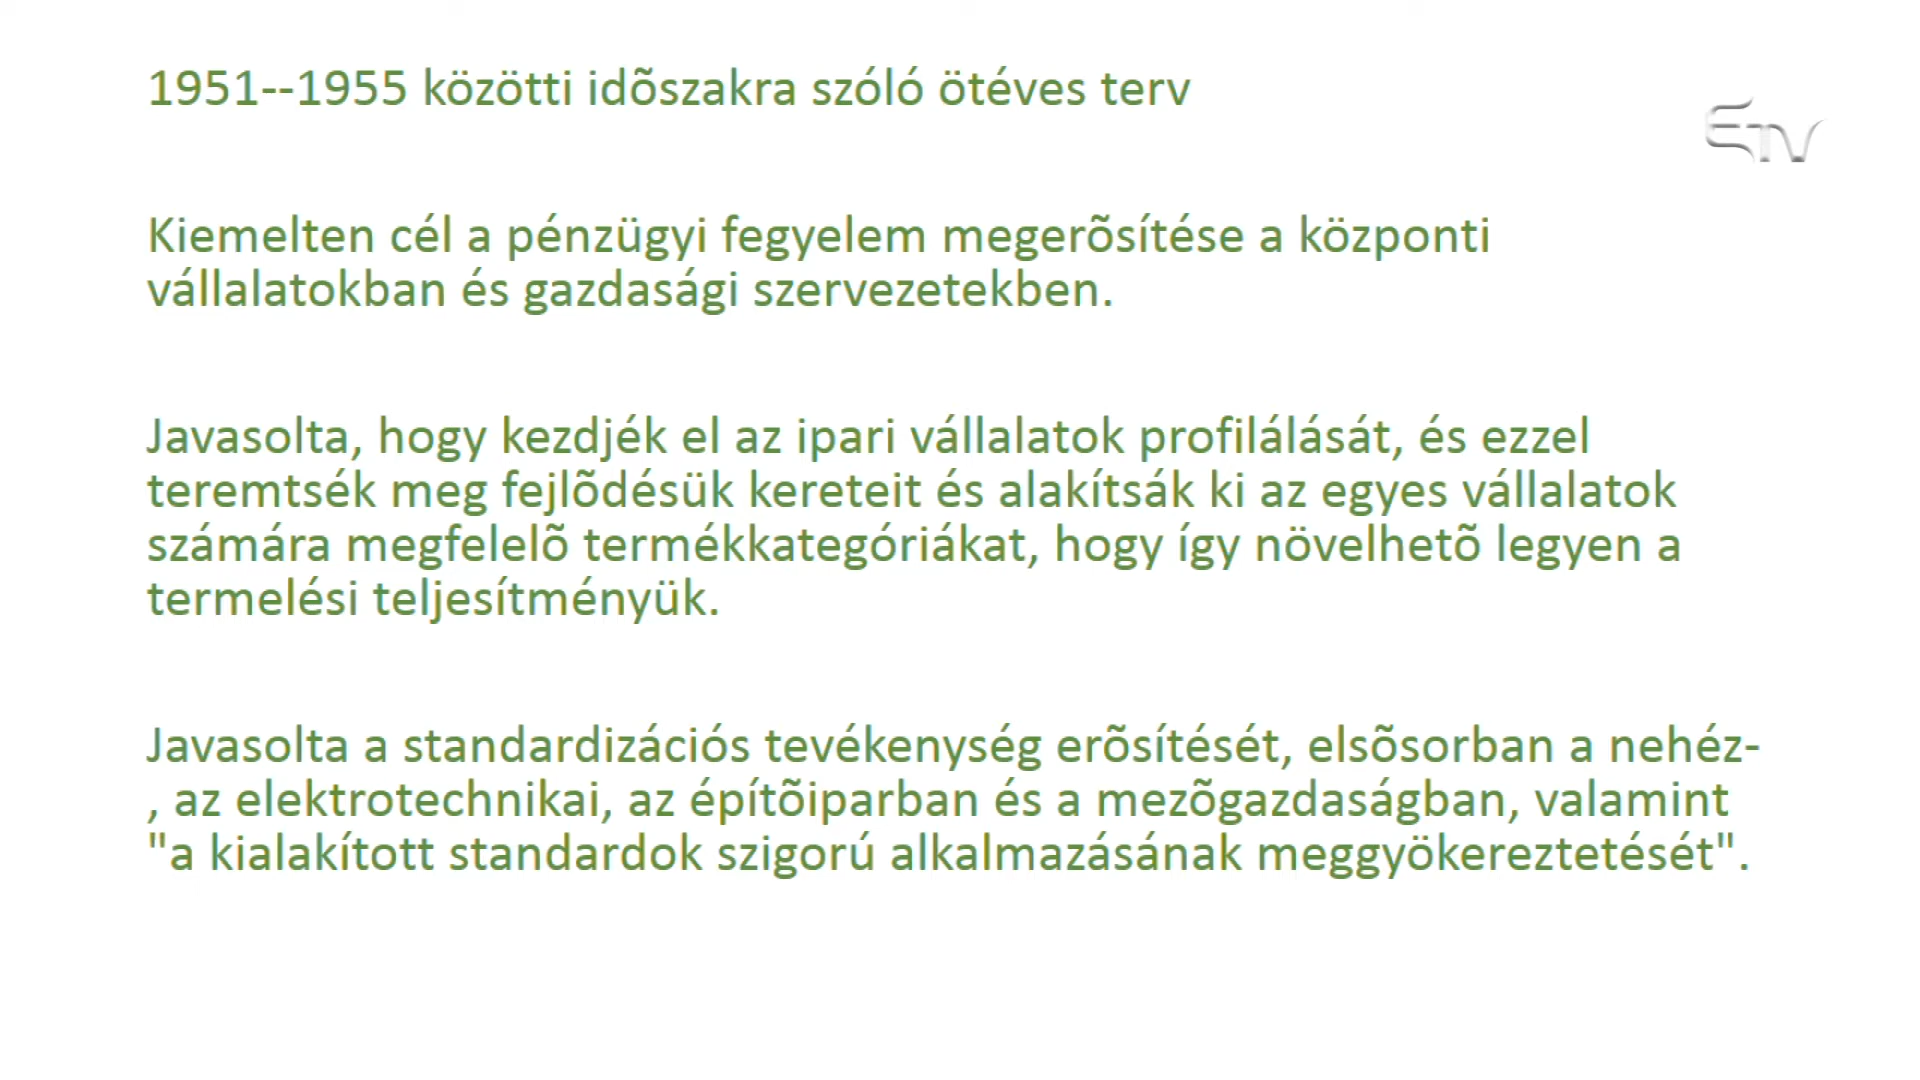 1951--1955 közötti idõszakra szóló ötéves terv
ETV
Kiemelten cél a pénzügyi fegyelem megerõsítése a központi
vállalatokban és gazdasági szervezetekben.
Javasolta, hogy kezdjék el az ipari vállalatok profilálását, és ezzel
teremtsék meg fejlõdésük kereteit és alakítsák ki az egyes vállalatok
számára megfelelõ termékkategóriákat, hogy így növelhetõ legyen a
termelési teljesítményük.
Javasolta a standardizációs tevékenység erõsítését, elsõsorban a nehéz-
, az elektrotechnikai, az építõiparban és a mezõgazdaságban, valamint
"a kialakított standardok szigorú alkalmazásának meggyökereztetését".